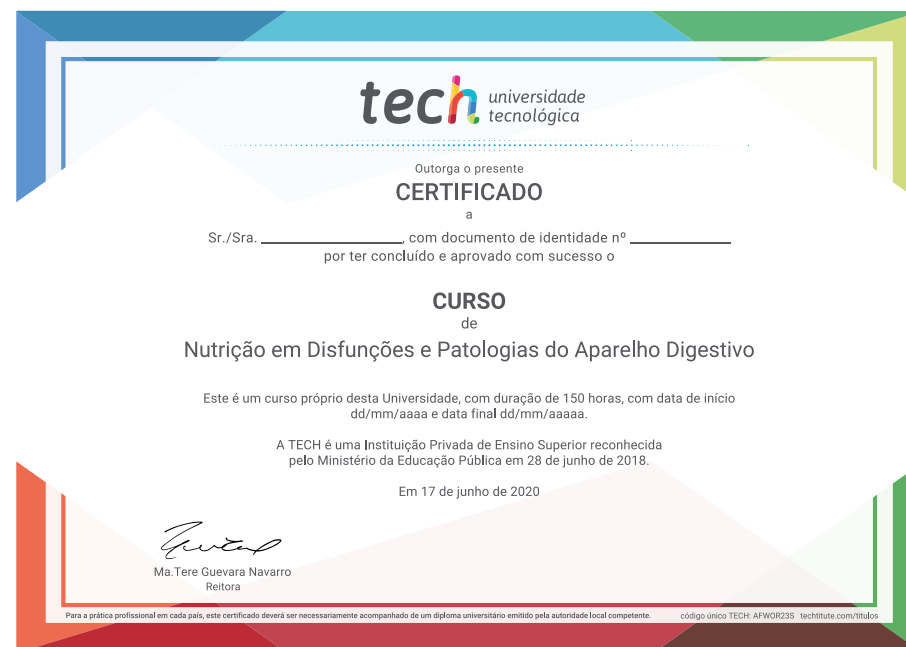 tech universidade
tecnológica
Outorga o presente
CERTIFICADO
a
Sr./Sra. ____________________, com documento de identidade nº ______________
por ter concluído e aprovado com sucesso o
CURSO
de
Nutrição em Disfunções e Patologias do Aparelho Digestivo
Este é um curso próprio desta Universidade, com duração de 150 horas, com data de início
dd/mm/aaaa e data final dd/mm/aaaaa.
A TECH é uma Instituição Privada de Ensino Superior reconhecida
pelo Ministério da Educação Pública em 28 de junho de 2018.
Em 17 de junho de 2020
Ma.Tere Guevara Navarro
Reitora
Para a prática profissional em cada país, este certificado deverá ser necessariamente acompanhado de um diploma universitário emitido pela autoridade local competente. código único TECH: AFWOR23S techtitute.com/titulos